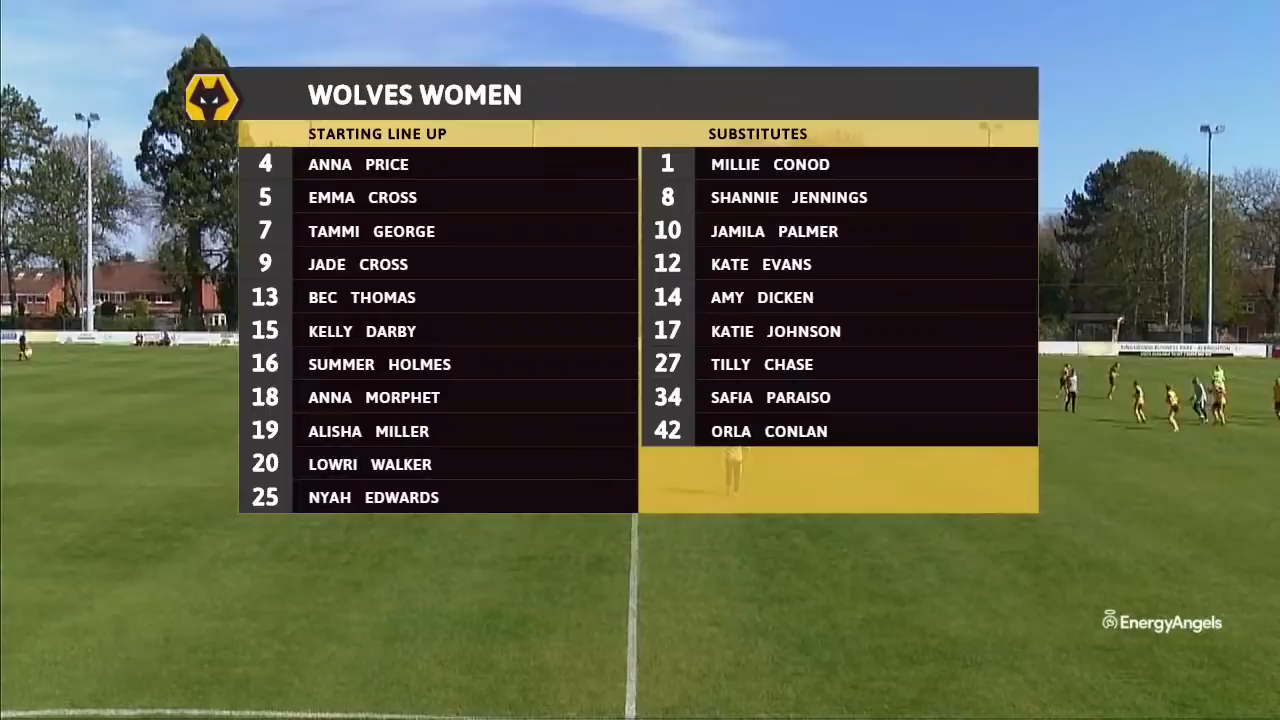 WOLVES WOMEN
STARTING LINE UP
4 ANNA PRICE
5 EMMA CROSS
7 TAMMI GEORGE
9 JADE CROSS
13 BEC THOMAS
15 KELLY DARBY
16 SUMMER HOLMES
18 ANNA MORPHET
19 ALISHA MILLER
20 LOWRI WALKER
25 NYAH EDWARDS
SUBSTITUTES
1 MILLIE CONOD
8 SHANNIE JENNINGS
10 JAMILA PALMER
12 KATE EVANS
14 AMY DICKEN
17 KATIE JOHNSON
27 TILLY CHASE
34 SAFIA PARAISO
42 ORLA CONLAN
EnergyAngels